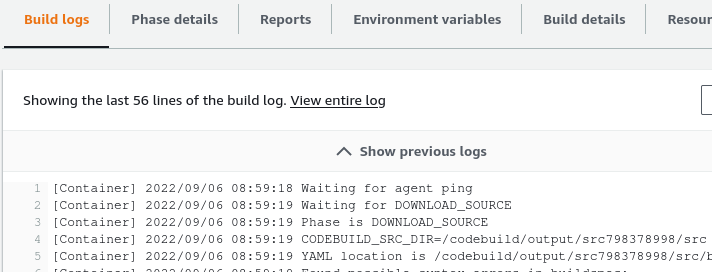 Build logs Phase details Reports Environment variables Build details Resour
Showing the last 56 lines of the build log. View entire log
Show previous logs
1 [Container] 2022/09/06 08:59:18 Waiting for agent ping
2 [Container] 2022/09/06 08:59:19 Waiting for DOWNLOAD_SOURCE
3 [Container] 2022/09/06 08:59:19 Phase is DOWNLOAD_SOURCE
4 [Container] 2022/09/06 08:59:19 CODEBUILD_SRC_DIR=/codebuild/output/src798378998/src
5 [Container] 2022/09/06 08:59:19 YAML location is /codebuild/output/src798378998/src/b